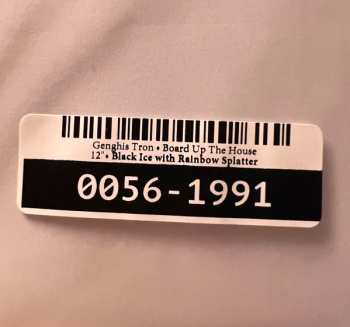 Genghis Tron • Board Up The House
12" • Black Ice with Rainbow Splatter
0056-1991